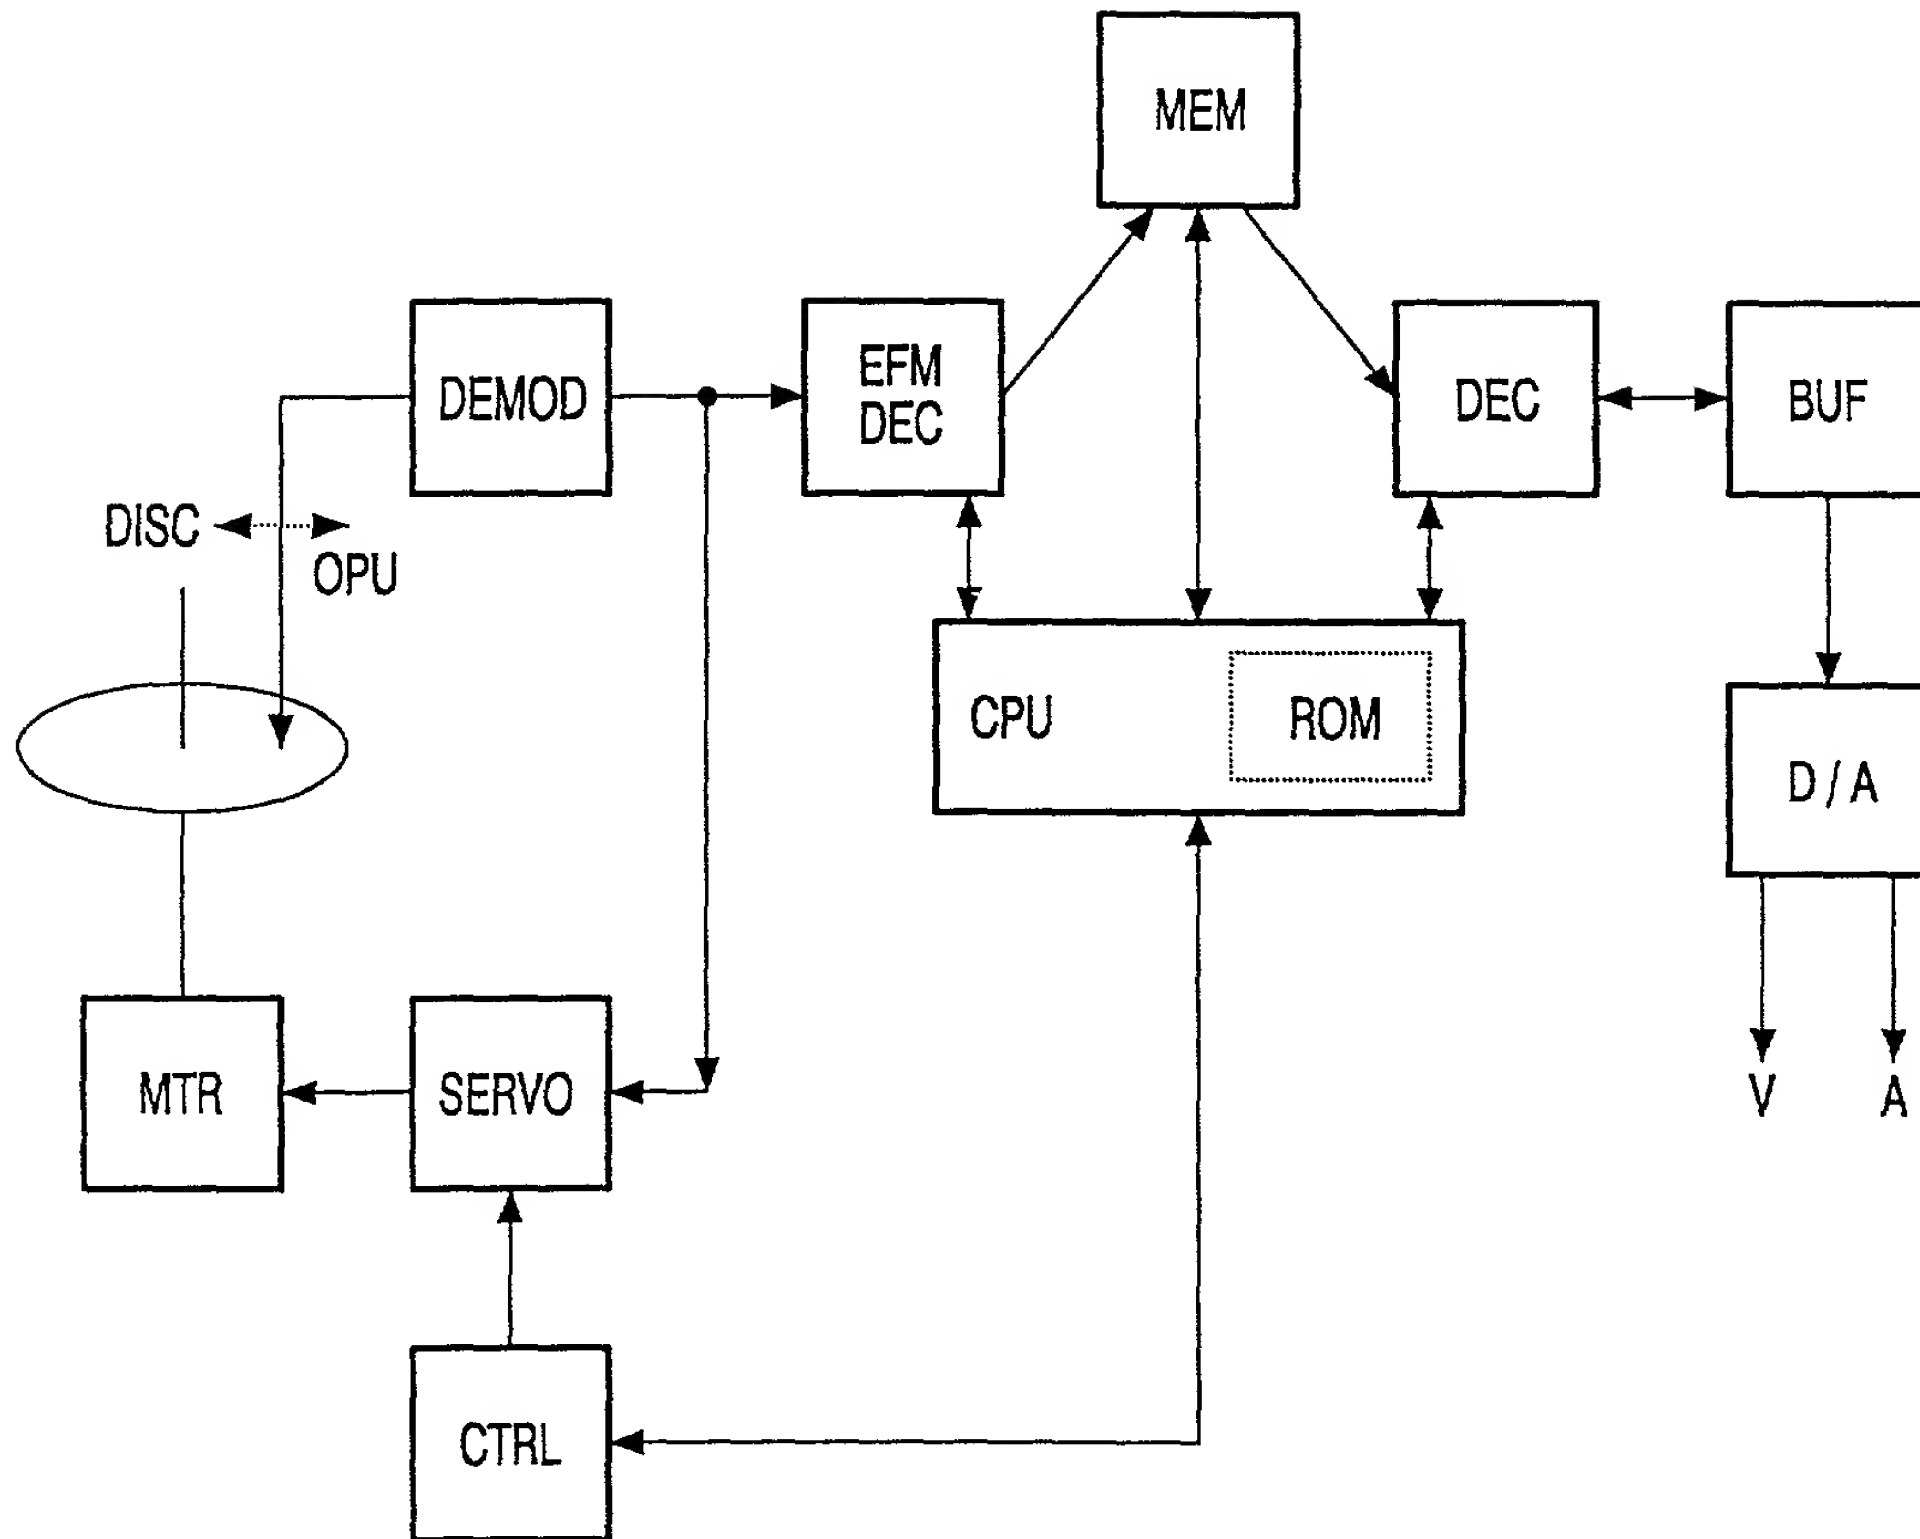 MEM
DEMOD
EFM
DEC
DEC
BUF
DISC
OPU
CPU
ROM
D / A
MTR
SERVO
V
A
CTRL